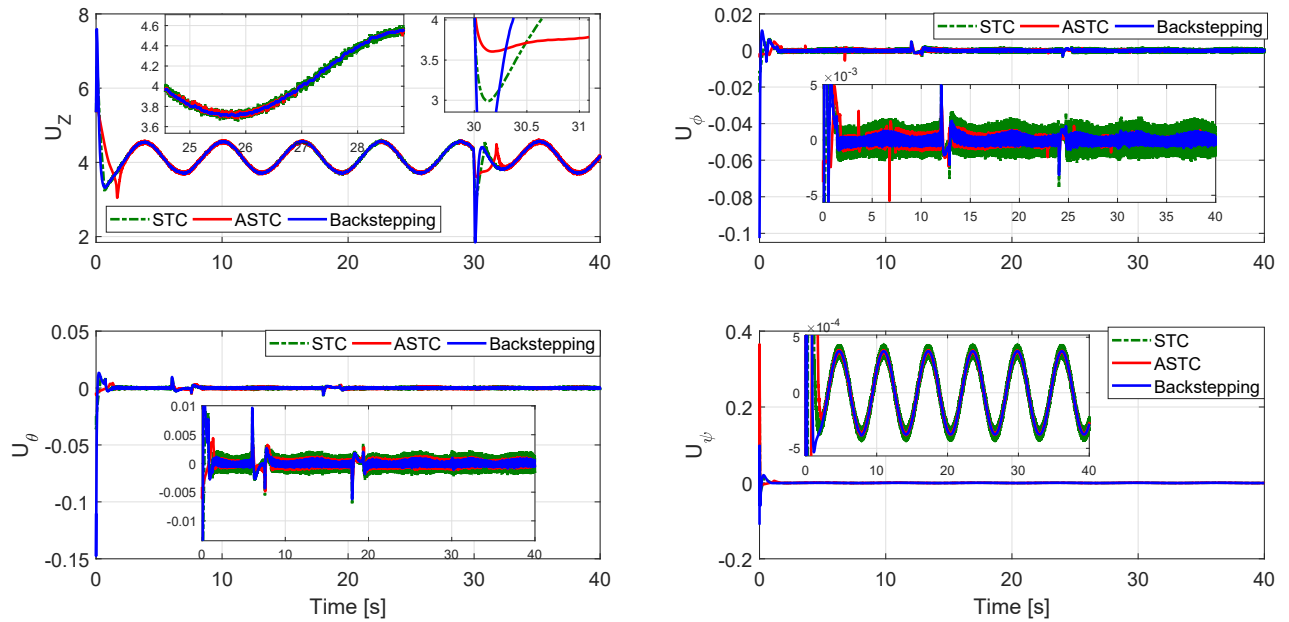 8
6
4
2
U_Z
4.6
4.4
4.2
4
3.8
3.6
25 26 27 28
4
3.5
3
30 30.5 31
STC ASTC Backstepping
0 10 20 30 40
0.02
0
-0.02
-0.04
-0.06
-0.08
-0.1
U_ϕ
STC ASTC Backstepping
×10^-3
5
0
-5
0 5 10 15 20 25 30 35 40
0 10 20 30 40
0.05
0
-0.05
-0.1
-0.15
U_θ
STC ASTC Backstepping
0.01
0.005
0
-0.005
-0.01
0 10 20 30 40
0 10 20 30 40
Time [s]
0.4
0.2
0
-0.2
U_ψ
5
×10^-4
0
-5
0 10 20 30 40
STC
ASTC
Backstepping
0 10 20 30 40
Time [s]